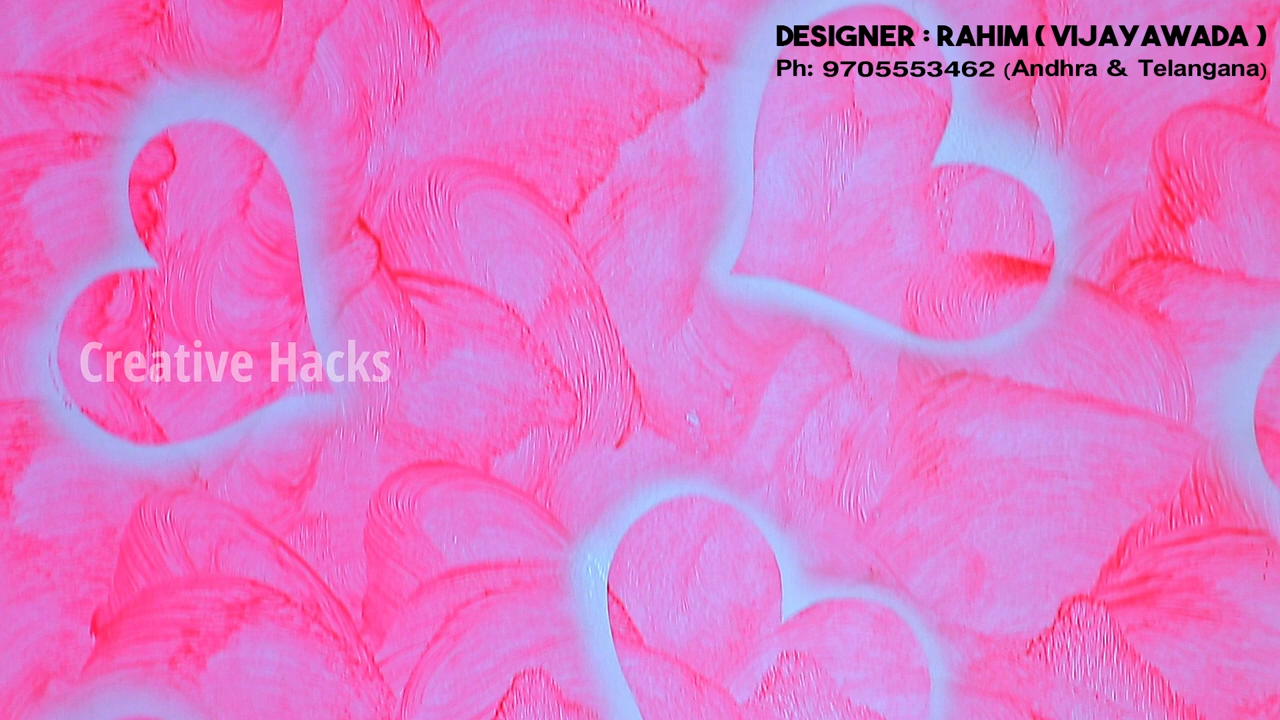 DESIGNER : RAHIM ( VIJAYAWADA )
Ph: 9705553462 (Andhra & Telangana)
Creative Hacks